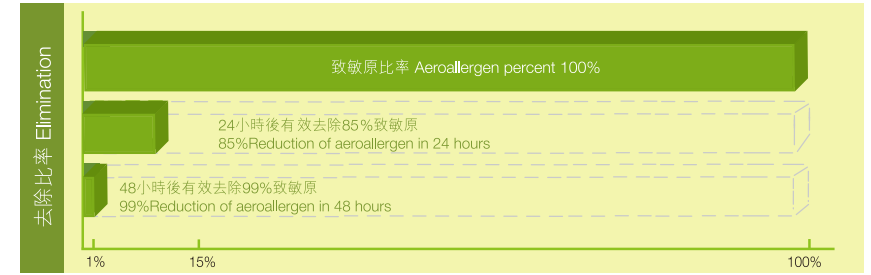 去除比率 Elimination
致敏原比率 Aeroallergen percent 100%
24小時後有效去除85%致敏原
85%Reduction of aeroallergen in 24 hours
48小時後有效去除99%致敏原
99%Reduction of aeroallergen in 48 hours
1% 15% 100%